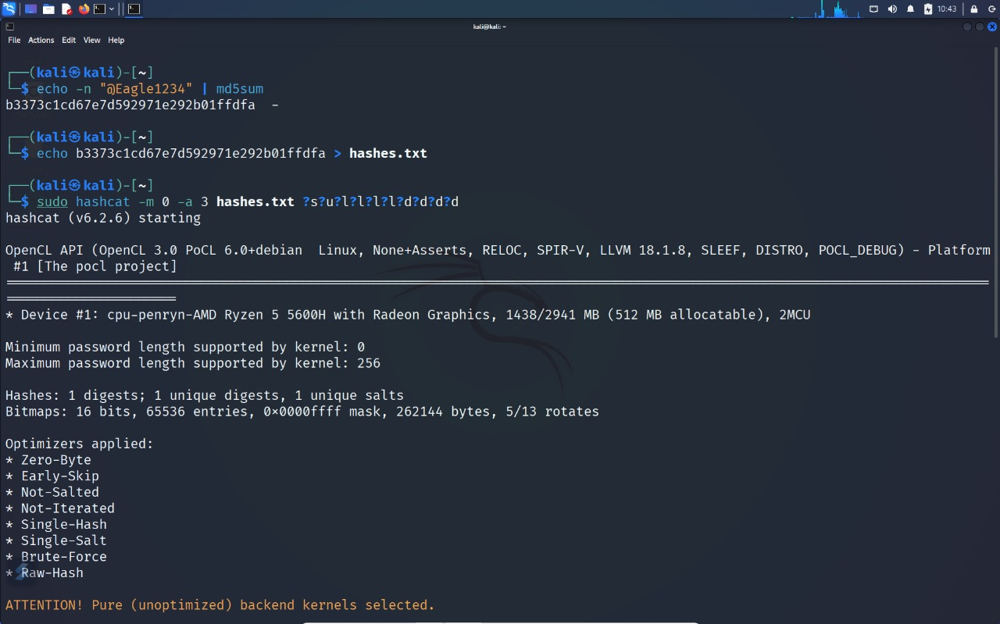 10:43
kali@kali: ~
File Actions Edit View Help
┌──(kali㉿kali)-[~]
└─$ echo -n "@Eagle1234" | md5sum
b3373c1cd67e7d592971e292b01ffdfa  -
┌──(kali㉿kali)-[~]
└─$ echo b3373c1cd67e7d592971e292b01ffdfa > hashes.txt
┌──(kali㉿kali)-[~]
└─$ sudo hashcat -m 0 -a 3 hashes.txt ?s?u?l?l?l?l?d?d?d?d
hashcat (v6.2.6) starting
OpenCL API (OpenCL 3.0 PoCL 6.0+debian  Linux, None+Asserts, RELOC, SPIR-V, LLVM 18.1.8, SLEEF, DISTRO, POCL_DEBUG) - Platform
#1 [The pocl project]
* Device #1: cpu-penryn-AMD Ryzen 5 5600H with Radeon Graphics, 1438/2941 MB (512 MB allocatable), 2MCU
Minimum password length supported by kernel: 0
Maximum password length supported by kernel: 256
Hashes: 1 digests; 1 unique digests, 1 unique salts
Bitmaps: 16 bits, 65536 entries, 0x0000ffff mask, 262144 bytes, 5/13 rotates
Optimizers applied:
* Zero-Byte
* Early-Skip
* Not-Salted
* Not-Iterated
* Single-Hash
* Single-Salt
* Brute-Force
* Raw-Hash
ATTENTION! Pure (unoptimized) backend kernels selected.